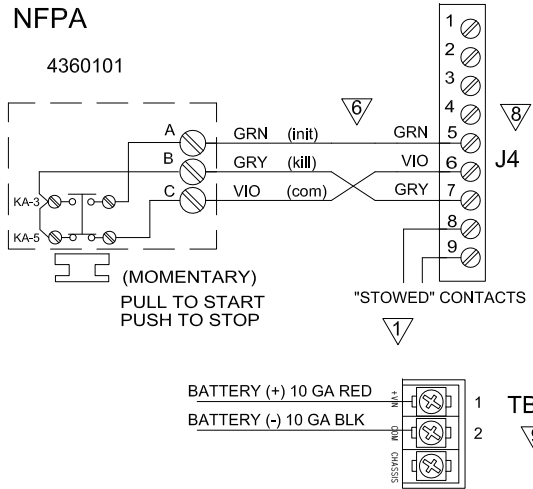 NFPA
4360101
A GRN (init) GRN
B GRY (kill) VIO
C VIO (com) GRY
KA-3
KA-5
6
1
2
3
4
5
6
7
8
9
8
J4
(MOMENTARY)
PULL TO START
PUSH TO STOP
"STOWED" CONTACTS
1
BATTERY (+) 10 GA RED
BATTERY (-) 10 GA BLK
+VIN
COM
CHASSIS
1
2
TB